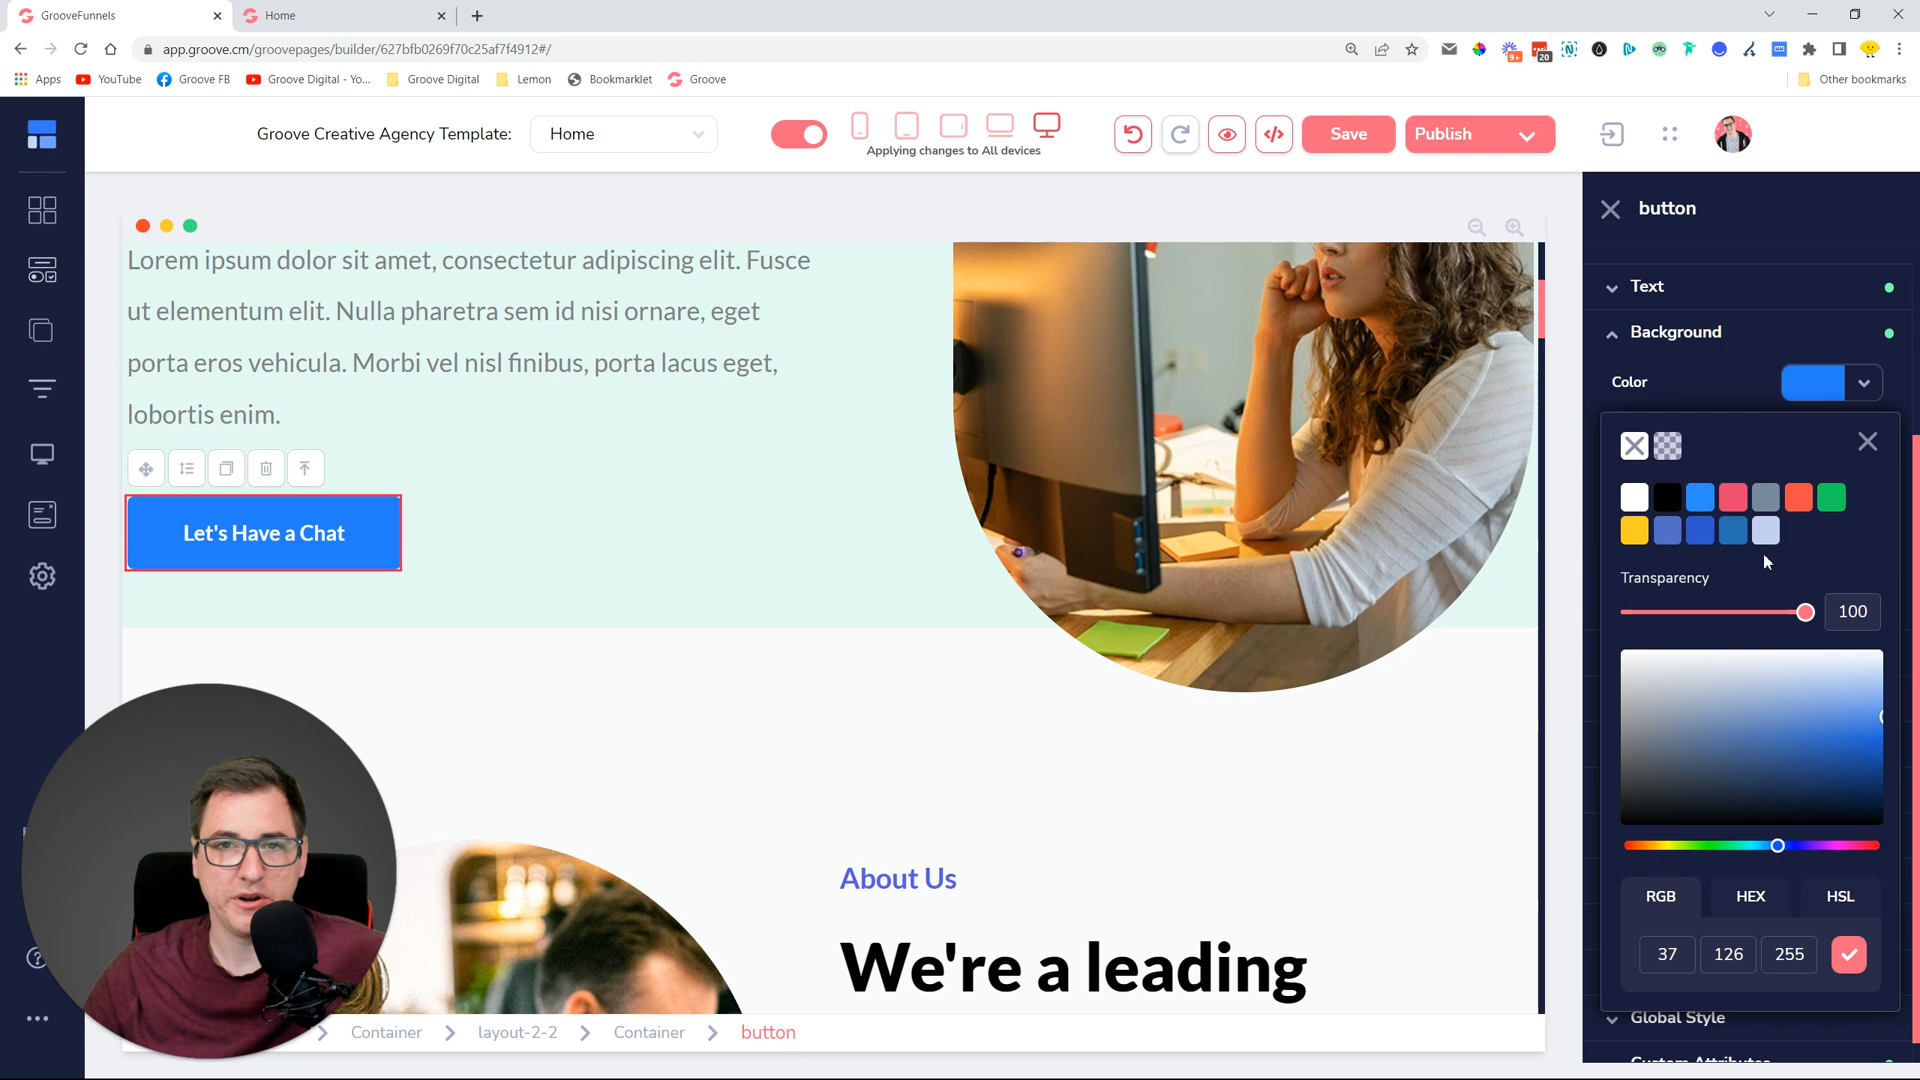 GrooveFunnels
Home
app.groove.cm/groovepages/builder/627bfb0269f70c25af7f4912#/
9+
20
Apps
YouTube
Groove FB
Groove Digital - Yo...
Groove Digital
Lemon
Bookmarklet
Groove
Other bookmarks
Groove Creative Agency Template:
Home
Applying changes to All devices
Save
Publish
button
Text
Background
Color
Transparency
100
RGB
HEX
HSL
37
126
255
Global Style
Custom Attributes
Lorem ipsum dolor sit amet, consectetur adipiscing elit. Fusce
ut elementum elit. Nulla pharetra sem id nisi ornare, eget
porta eros vehicula. Morbi vel nisl finibus, porta lacus eget,
lobortis enim.
Let's Have a Chat
About Us
We're a leading
Container
layout-2-2
Container
button